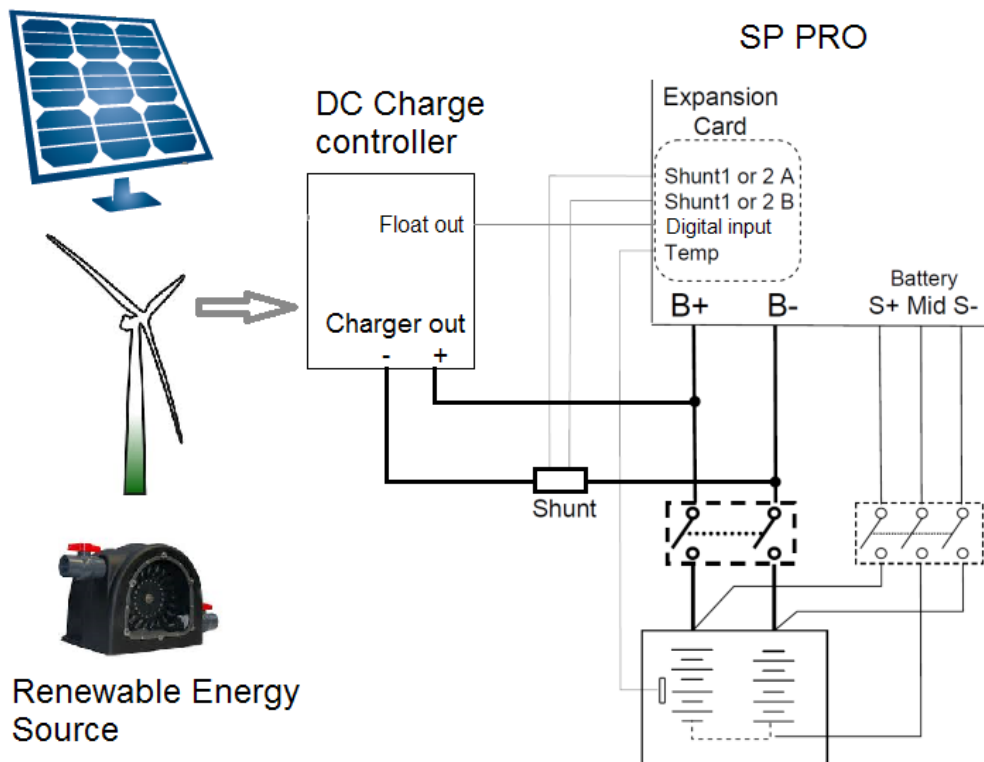 SP PRO
DC Charge
controller
Expansion
Card
Shunt1 or 2 A
Shunt1 or 2 B
Float out
Digital input
Temp
Battery
B+ B-
S+ Mid S-
Charger out
- +
Shunt
Renewable Energy
Source